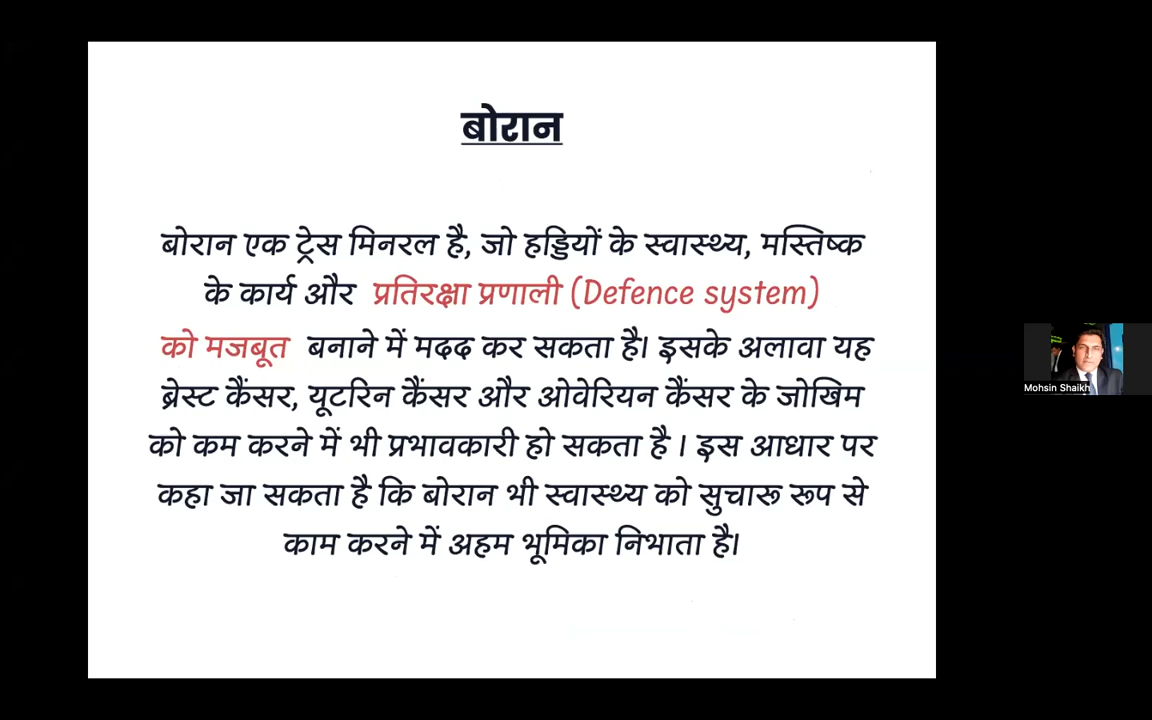 बोरान
बोरान एक ट्रेस मिनरल है, जो हड्डियों के स्वास्थ्य, मस्तिष्क
के कार्य और प्रतिरक्षा प्रणाली (Defence system)
को मजबूत बनाने में मदद कर सकता है। इसके अलावा यह
ब्रेस्ट कैंसर, यूटरिन कैंसर और ओवेरियन कैंसर के जोखिम
को कम करने में भी प्रभावकारी हो सकता है । इस आधार पर
कहा जा सकता है कि बोरान भी स्वास्थ्य को सुचारू रूप से
काम करने में अहम भूमिका निभाता है।
Mohsin Shaikh